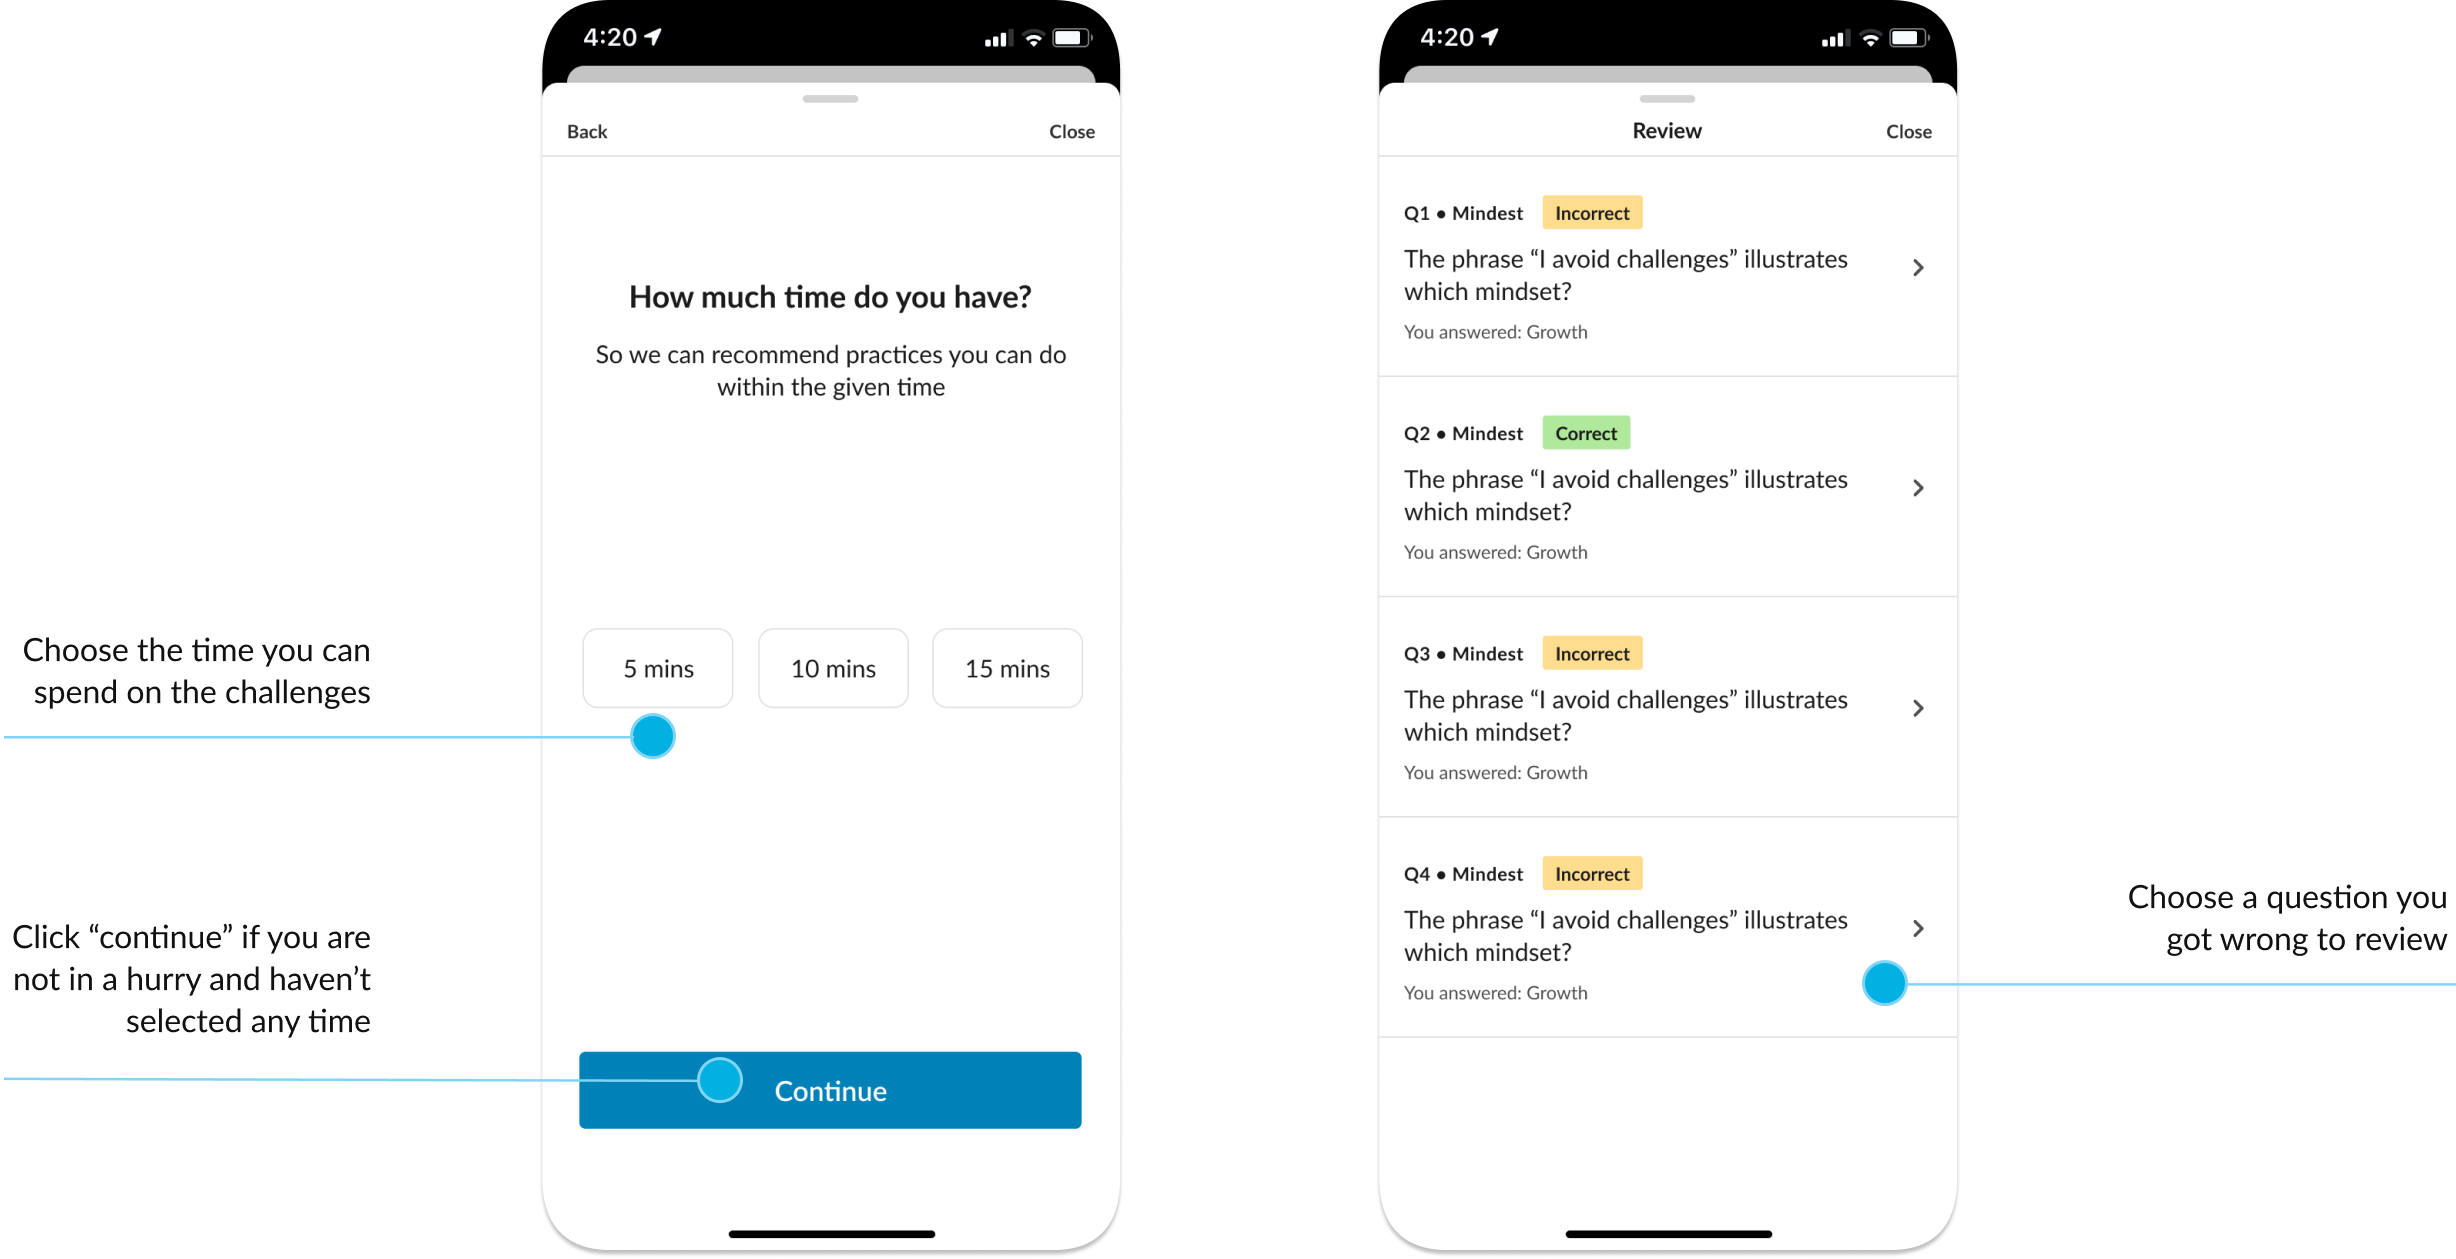 4:20
Back
Close
How much time do you have?
So we can recommend practices you can do
within the given time
5 mins
10 mins
15 mins
Continue
Choose the time you can
spend on the challenges
Click “continue” if you are
not in a hurry and haven’t
selected any time
4:20
Review
Close
Q1 • Mindest
Incorrect
The phrase “I avoid challenges” illustrates
which mindset?
You answered: Growth
Q2 • Mindest
Correct
The phrase “I avoid challenges” illustrates
which mindset?
You answered: Growth
Q3 • Mindest
Incorrect
The phrase “I avoid challenges” illustrates
which mindset?
You answered: Growth
Q4 • Mindest
Incorrect
The phrase “I avoid challenges” illustrates
which mindset?
You answered: Growth
Choose a question you
got wrong to review